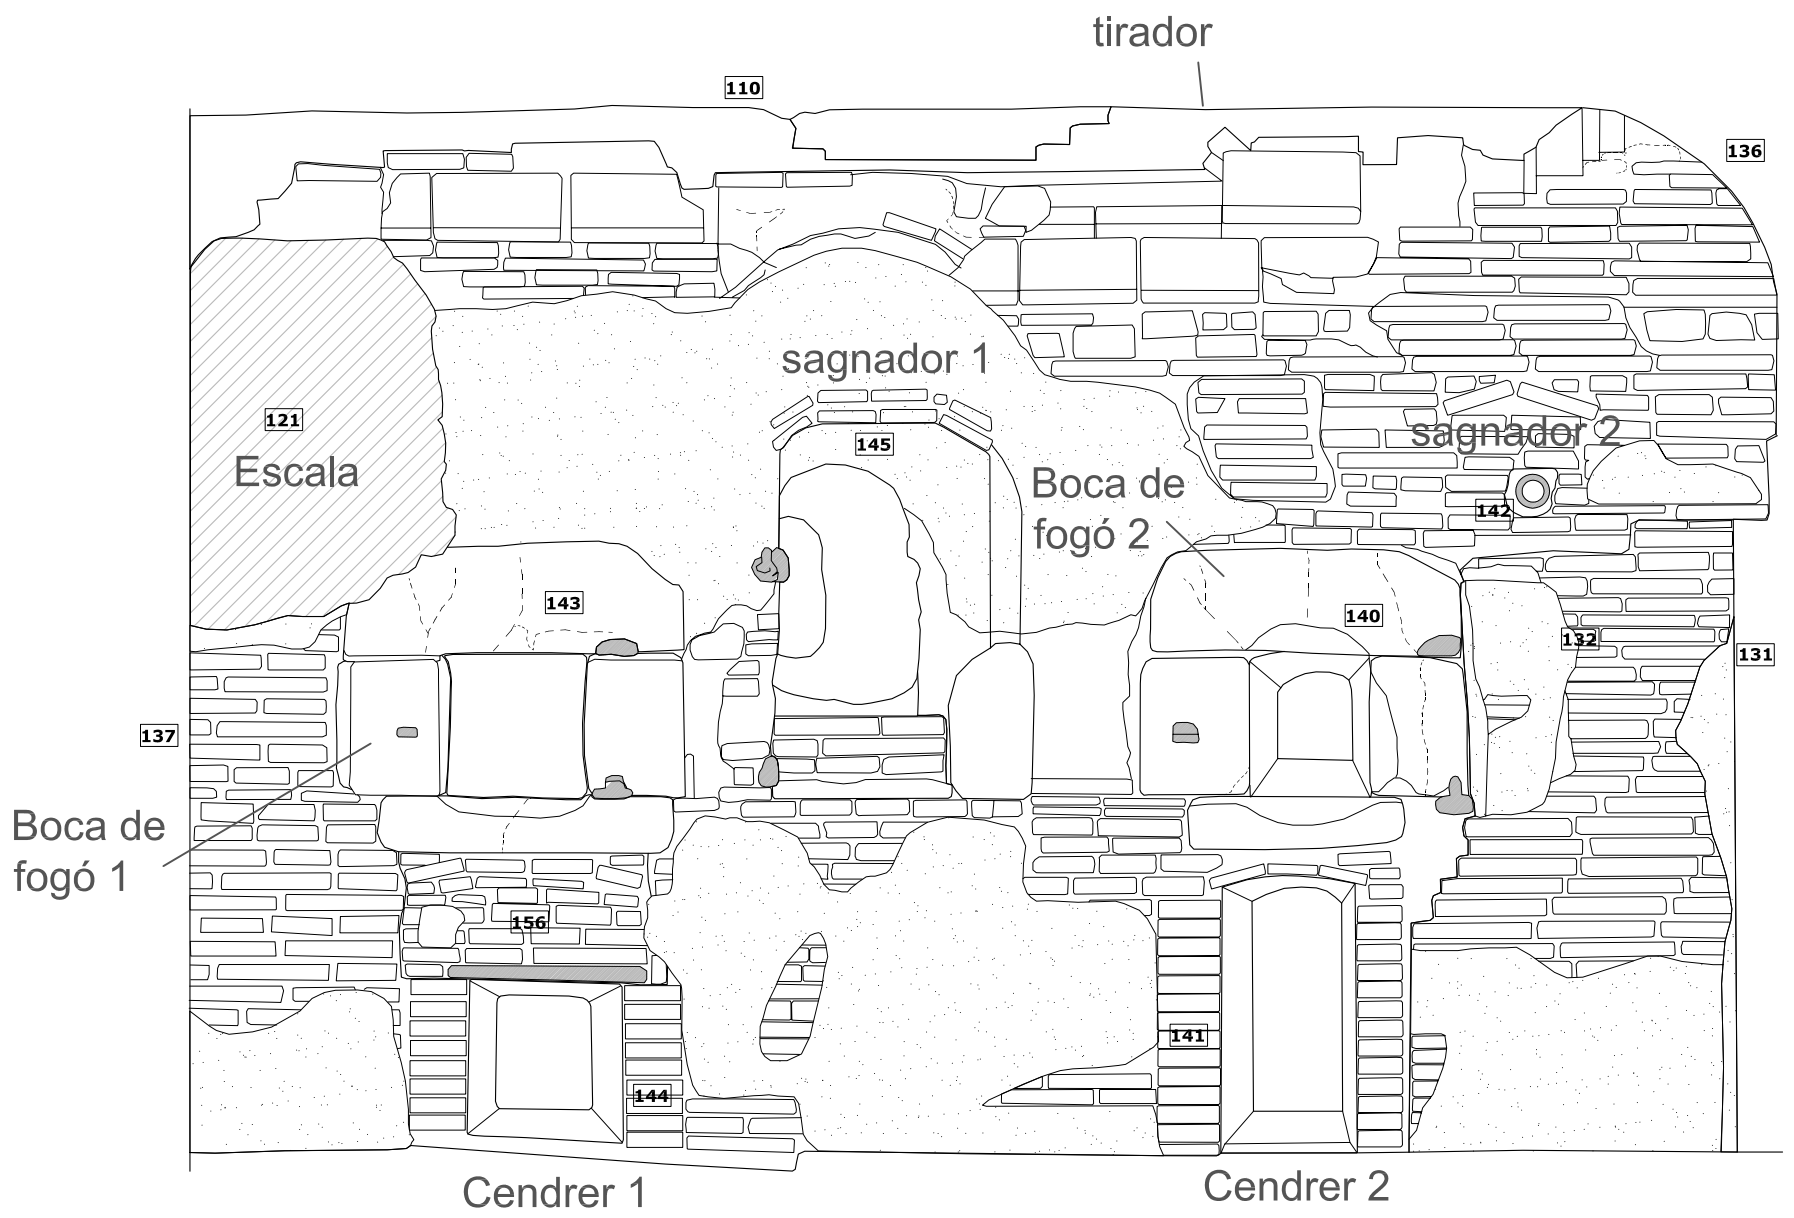 tirador
110
136
sagnador 1
121
145
sagnador 2
Escala
Boca de
fogó 2
142
143
140
132
131
137
Boca de
fogó 1
156
141
144
Cendrer 1
Cendrer 2